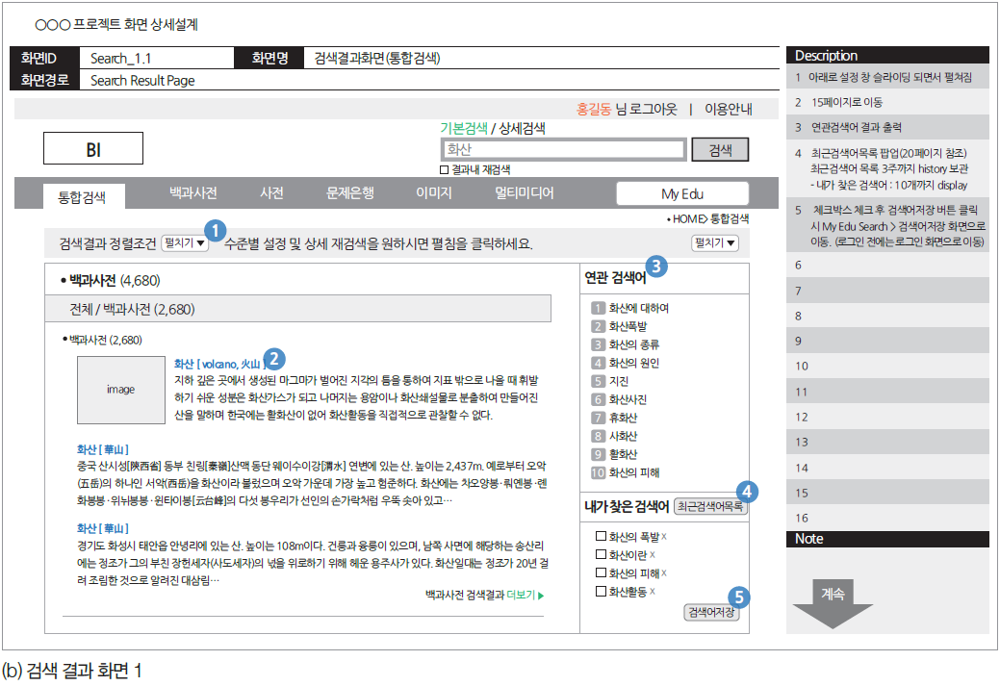 ○○○ 프로젝트 화면 상세설계
화면ID Search_1.1 화면명 검색결과화면(통합검색)
화면경로 Search Result Page
홍길동 님 로그아웃 | 이용안내
BI
기본검색 / 상세검색
화산 검색
결과내 재검색
통합검색 백과사전 사전 문제은행 이미지 멀티미디어 My Edu
• HOME> 통합검색
검색결과 정렬조건 펼치기▼ 1 수준별 설정 및 상세 재검색을 원하시면 펼침을 클릭하세요. 펼치기▼
• 백과사전 (4,680)
전체 / 백과사전 (2,680)
• 백과사전 (2,680)
image
화산 [ volcano, 火山 ] 2
지하 깊은 곳에서 생성된 마그마가 벌어진 지각의 틈을 통하여 지표 밖으로 나올 때 휘발
하기 쉬운 성분은 화산가스가 되고 나머지는 용암이나 화산쇄설물로 분출하여 만들어진
산을 말하며 한국에는 활화산이 없어 화산활동을 직접적으로 관찰할 수 없다.
화산 [ 華山 ]
중국 산시성[陝西省] 동부 친링[秦嶺]산맥 동단 웨이수이강[渭水] 연변에 있는 산. 높이는 2,437m. 예로부터 오악
(五岳)의 하나인 서악(西岳)을 화산이라 불렀으며 오악 가운데 가장 높고 험준하다. 화산에는 차오양봉·뤄옌봉·롄
화봉봉·위눠봉봉·윈타이봉[云台峰]의 다섯 봉우리가 선인의 손가락처럼 우뚝 솟아 있고…
화산 [ 華山 ]
경기도 화성시 태안읍 안녕리에 있는 산. 높이는 108m이다. 건릉과 융릉이 있으며, 남쪽 사면에 해당하는 송산리
에는 정조가 그의 부친 장헌세자(사도세자)의 넋을 위로하기 위해 헤운 용주사가 있다. 화산일대는 정조가 20년 걸
려 조림한 것으로 알려진 대삼림…
백과사전 검색결과 더보기 ▶
연관 검색어 3
1 화산에 대하여
2 화산폭발
3 화산의 종류
4 화산의 원인
5 지진
6 화산사진
7 휴화산
8 사화산
9 활화산
10 화산의 피해
내가 찾은 검색어 최근검색어목록 4
화산의 폭발 x
화산이란 x
화산의 피해 x
화산활동 x
검색어저장 5
Description
1 아래로 설정 창 슬라이딩 되면서 펼쳐짐
2 15페이지로 이동
3 연관검색어 결과 출력
4 최근검색어목록 팝업(20페이지 참조)
최근검색어 목록 3주까지 history 보관
- 내가 찾은 검색어 : 10개까지 display
5 체크박스 체크 후 검색어저장 버튼 클릭
시 My Edu Search > 검색어저장 화면으로
이동. (로그인 전에는 로그인 화면으로 이동)
6
7
8
9
10
11
12
13
14
15
16
Note
계속
(b) 검색 결과 화면 1